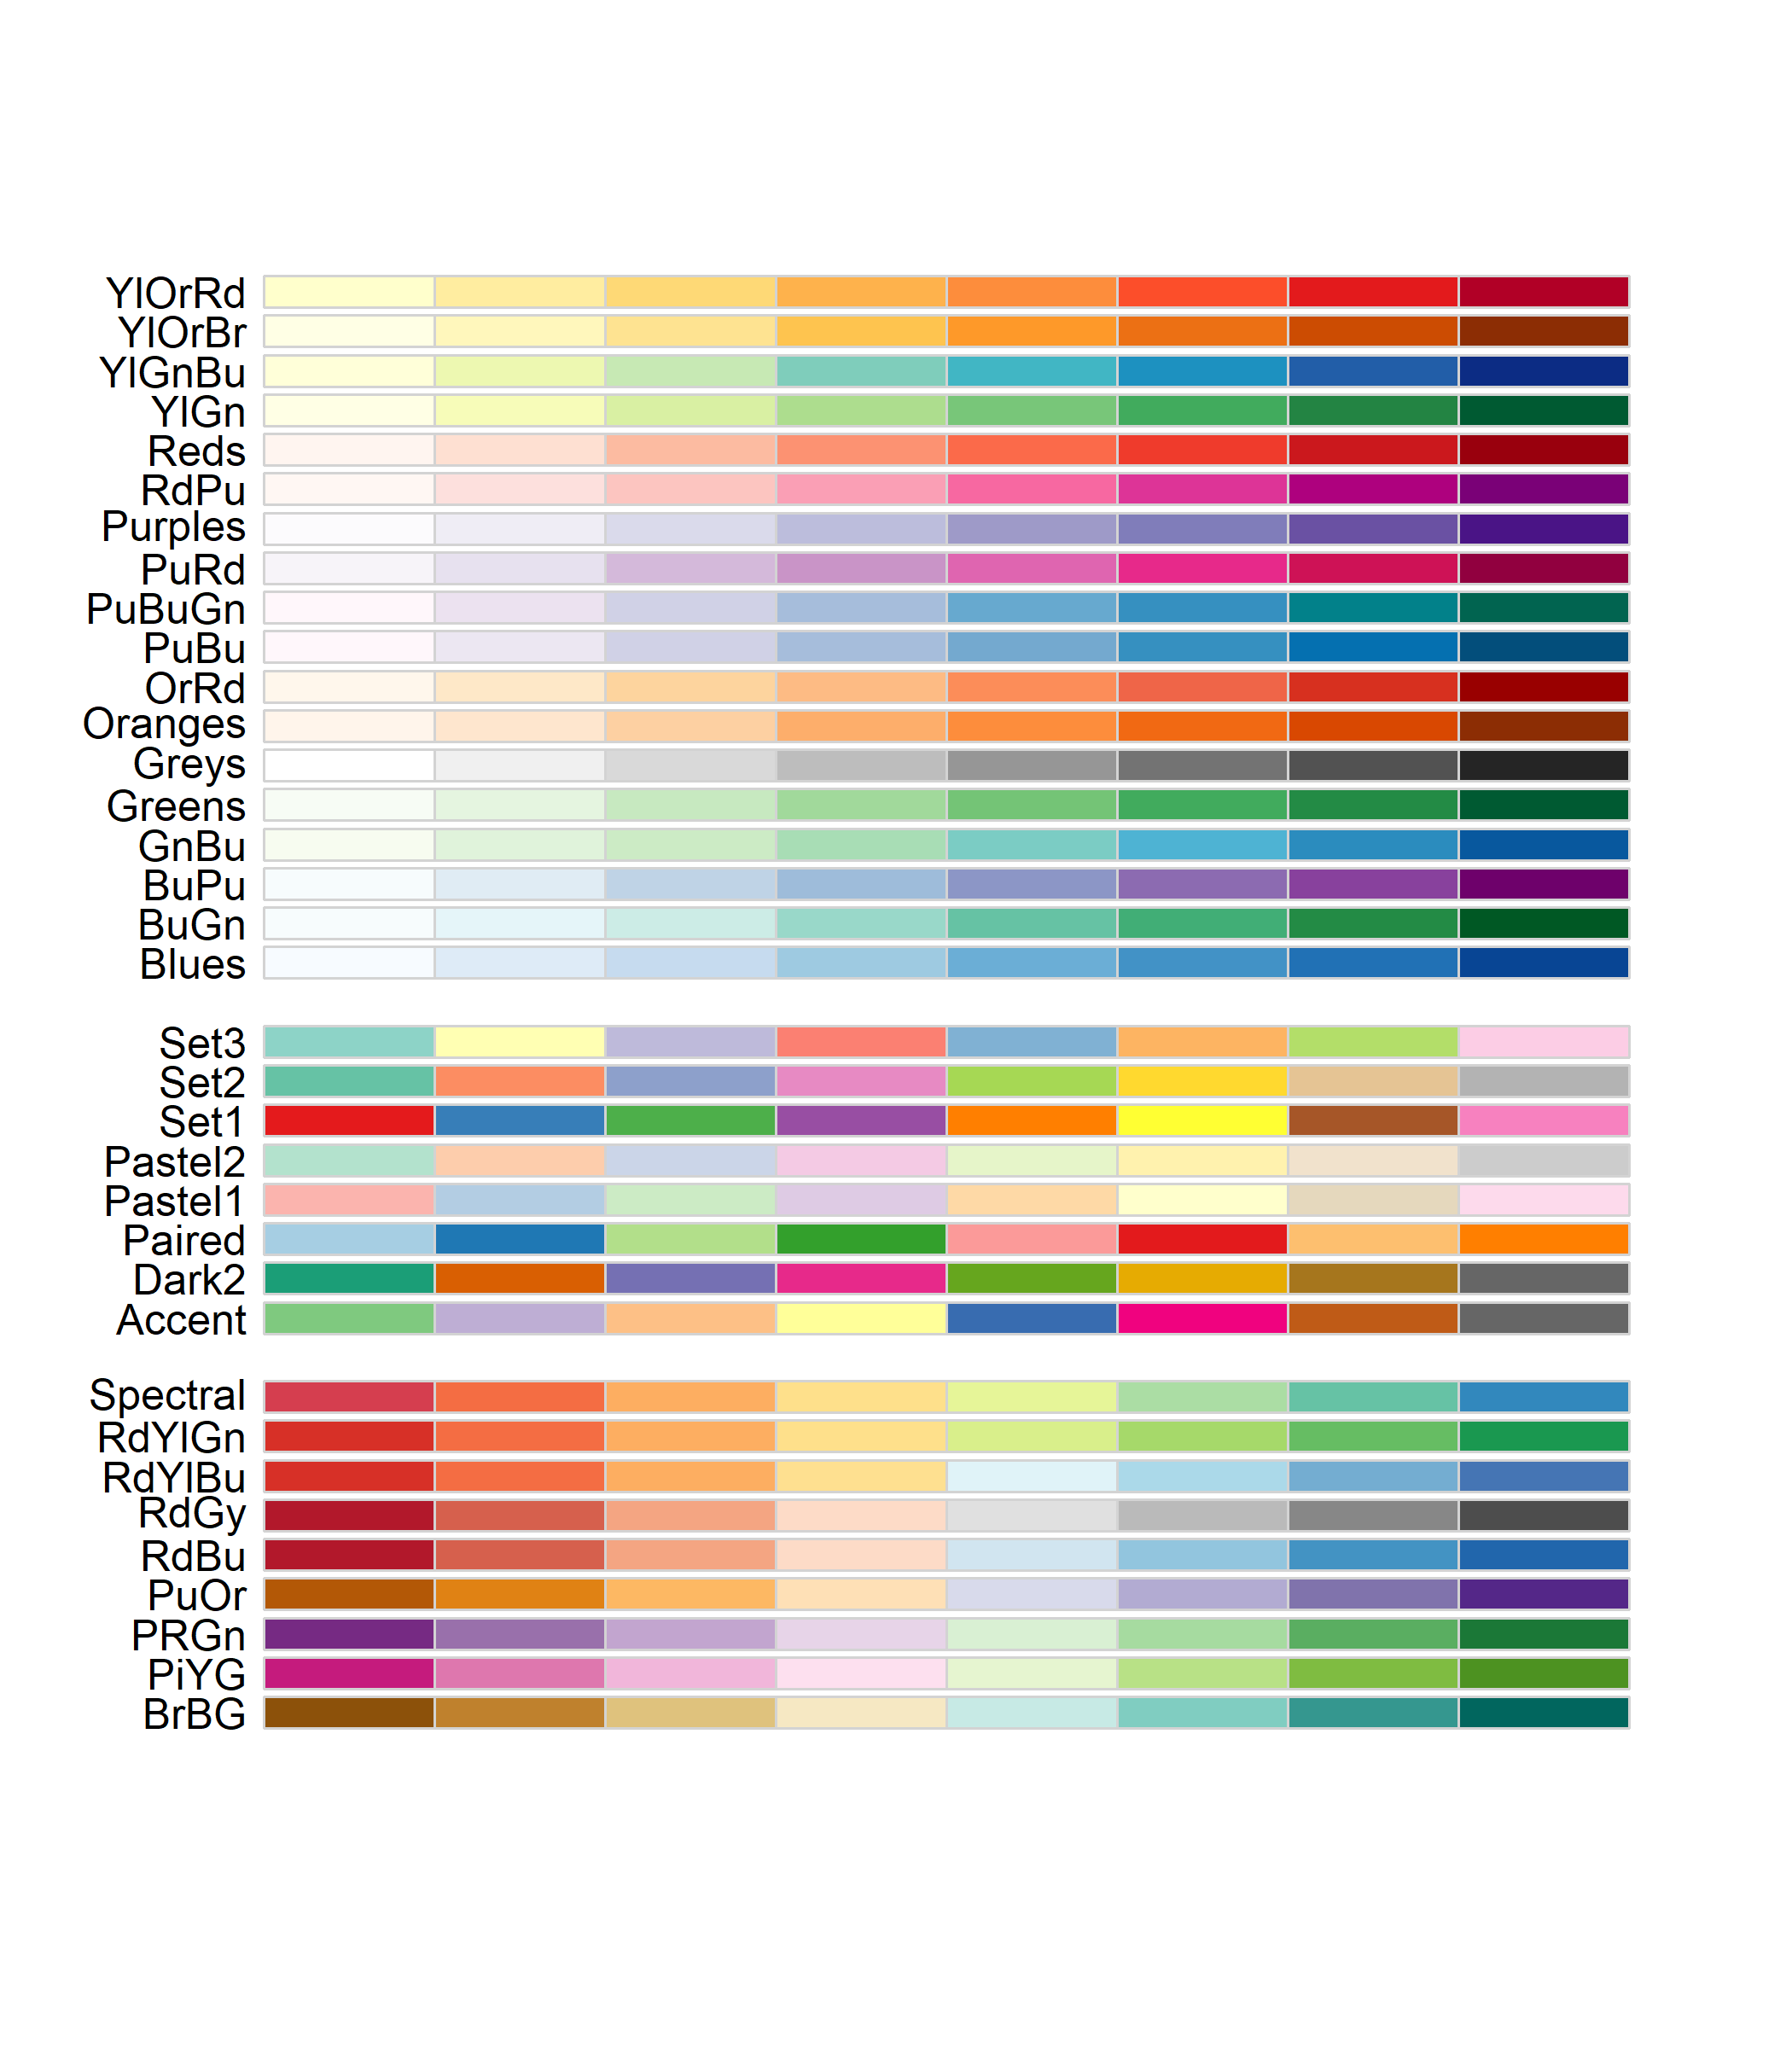 YlOrRd
YlOrBr
YlGnBu
YlGn
Reds
RdPu
Purples
PuRd
PuBuGn
PuBu
OrRd
Oranges
Greys
Greens
GnBu
BuPu
BuGn
Blues
Set3
Set2
Set1
Pastel2
Pastel1
Paired
Dark2
Accent
Spectral
RdYlGn
RdYlBu
RdGy
RdBu
PuOr
PRGn
PiYG
BrBG